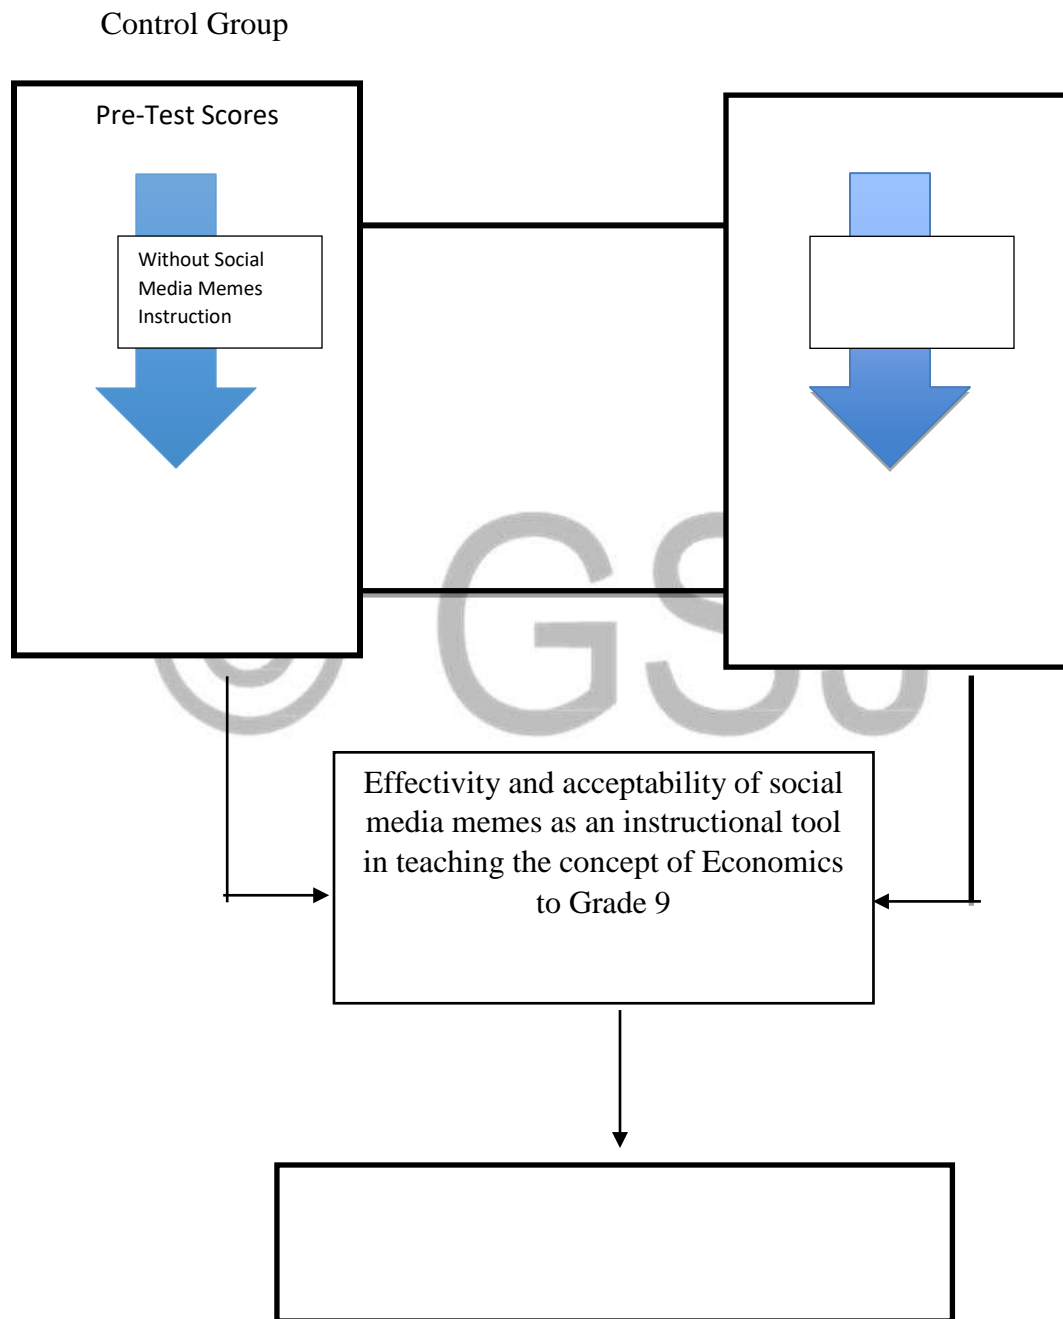 Control Group
Pre-Test Scores
Without Social
Media Memes
Instruction
© GSJ
Effectivity and acceptability of social
media memes as an instructional tool
in teaching the concept of Economics
to Grade 9